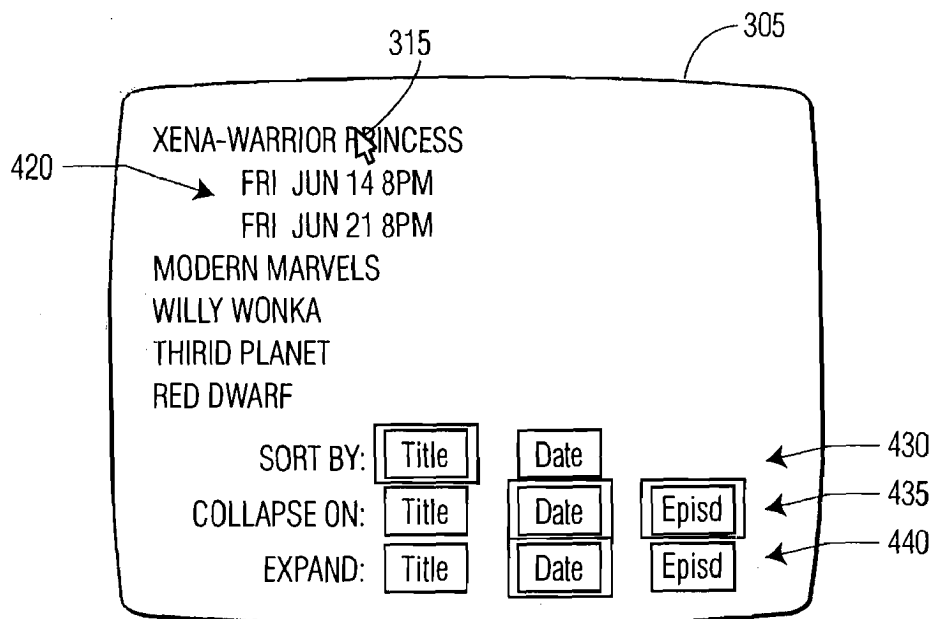 315
305
XENA-WARRIOR PRINCESS
420
FRI JUN 14 8PM
FRI JUN 21 8PM
MODERN MARVELS
WILLY WONKA
THIRID PLANET
RED DWARF
SORT BY: Title Date 430
COLLAPSE ON: Title Date Episd 435
EXPAND: Title Date Episd 440